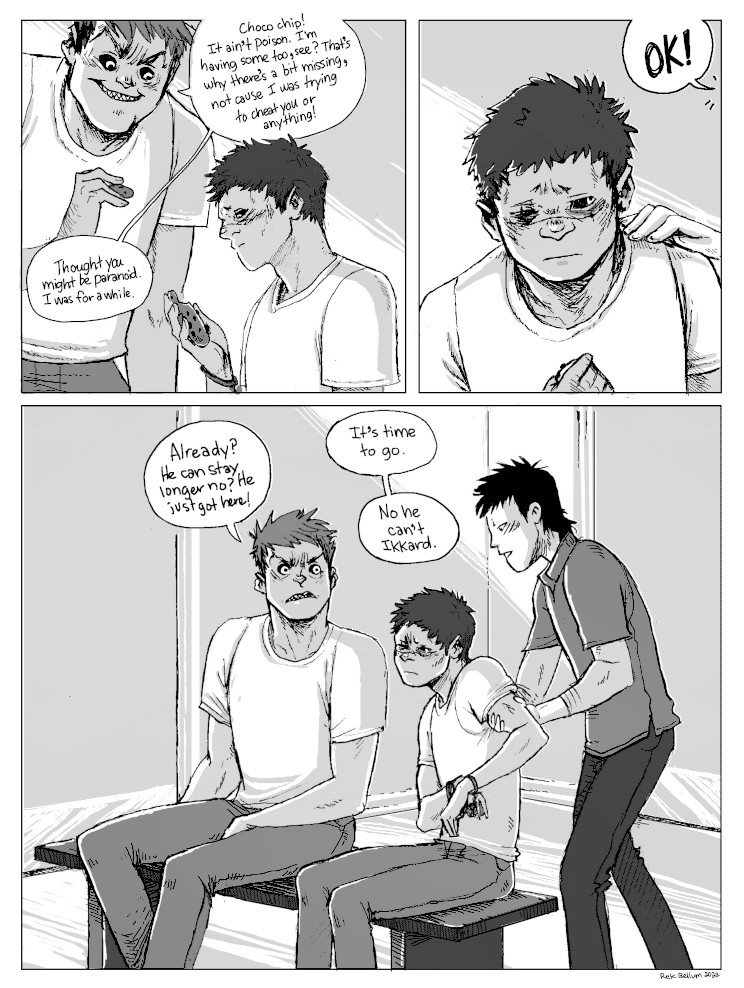 Choco chip!
It ain't poison. I'm
having some too, see? That's
why there's a bit missing,
not cause I was trying
to cheat you or
anything!
Thought you
might be paranoid.
I was for a while.
OK!
Already?
He can stay
longer no? He
just got here!
It's time
to go.
No he
can't
Ikkard.
Rek Bellum 2022